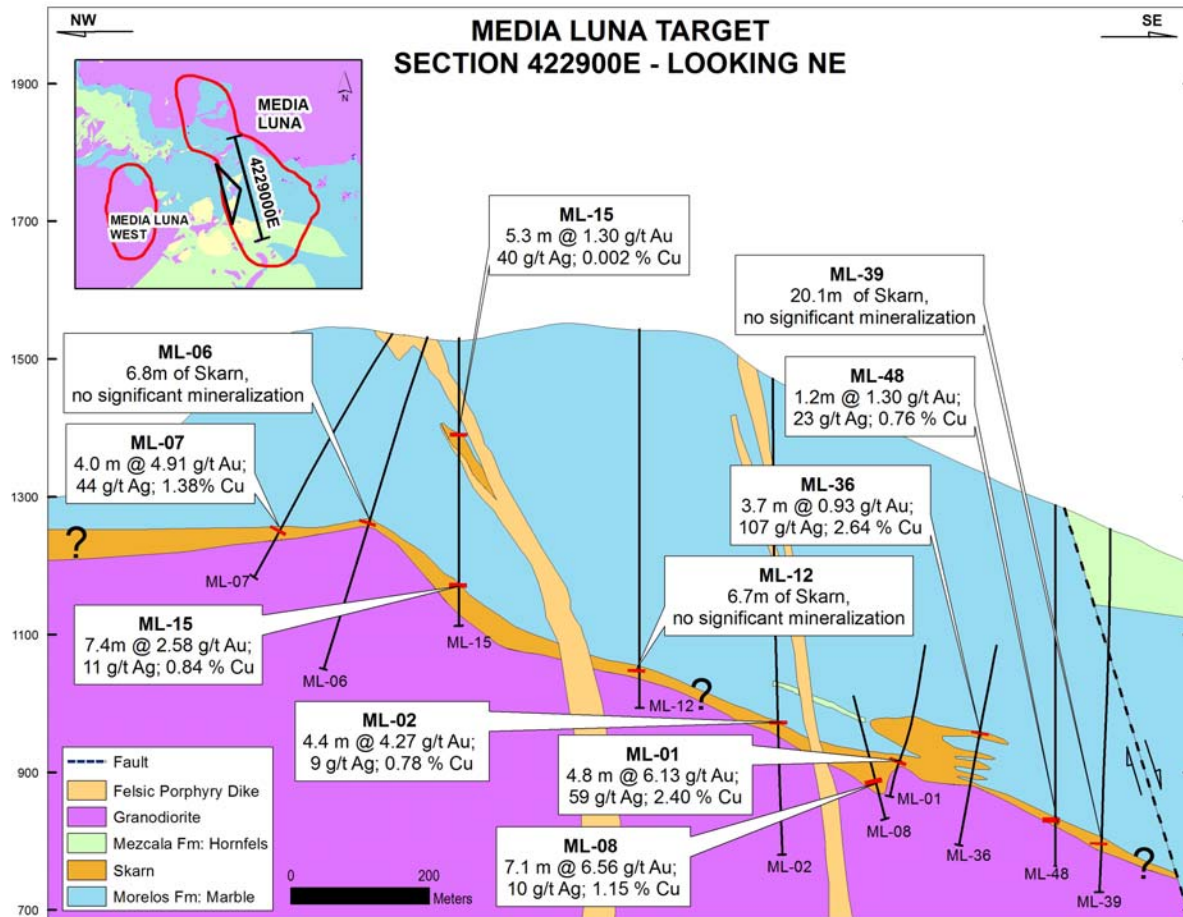 NW
MEDIA LUNA TARGET
SECTION 422900E - LOOKING NE
SE
1900
1700
1500
1300
1100
900
700
N
MEDIA
LUNA
4229000E
MEDIA LUNA
WEST
ML-15
5.3 m @ 1.30 g/t Au
40 g/t Ag; 0.002 % Cu
ML-39
20.1m of Skarn,
no significant mineralization
ML-06
6.8m of Skarn,
no significant mineralization
ML-48
1.2m @ 1.30 g/t Au;
23 g/t Ag; 0.76 % Cu
ML-07
4.0 m @ 4.91 g/t Au;
44 g/t Ag; 1.38% Cu
ML-36
3.7 m @ 0.93 g/t Au;
107 g/t Ag; 2.64 % Cu
?
ML-07
ML-12
6.7m of Skarn,
no significant mineralization
ML-15
7.4m @ 2.58 g/t Au;
11 g/t Ag; 0.84 % Cu
ML-15
ML-06
ML-12
?
ML-02
4.4 m @ 4.27 g/t Au;
9 g/t Ag; 0.78 % Cu
ML-01
4.8 m @ 6.13 g/t Au;
59 g/t Ag; 2.40 % Cu
ML-01
ML-08
ML-08
7.1 m @ 6.56 g/t Au;
10 g/t Ag; 1.15 % Cu
ML-02
ML-36
ML-48
ML-39
?
Fault
Felsic Porphyry Dike
Granodiorite
Mezcala Fm: Hornfels
Skarn
Morelos Fm: Marble
0 200
Meters